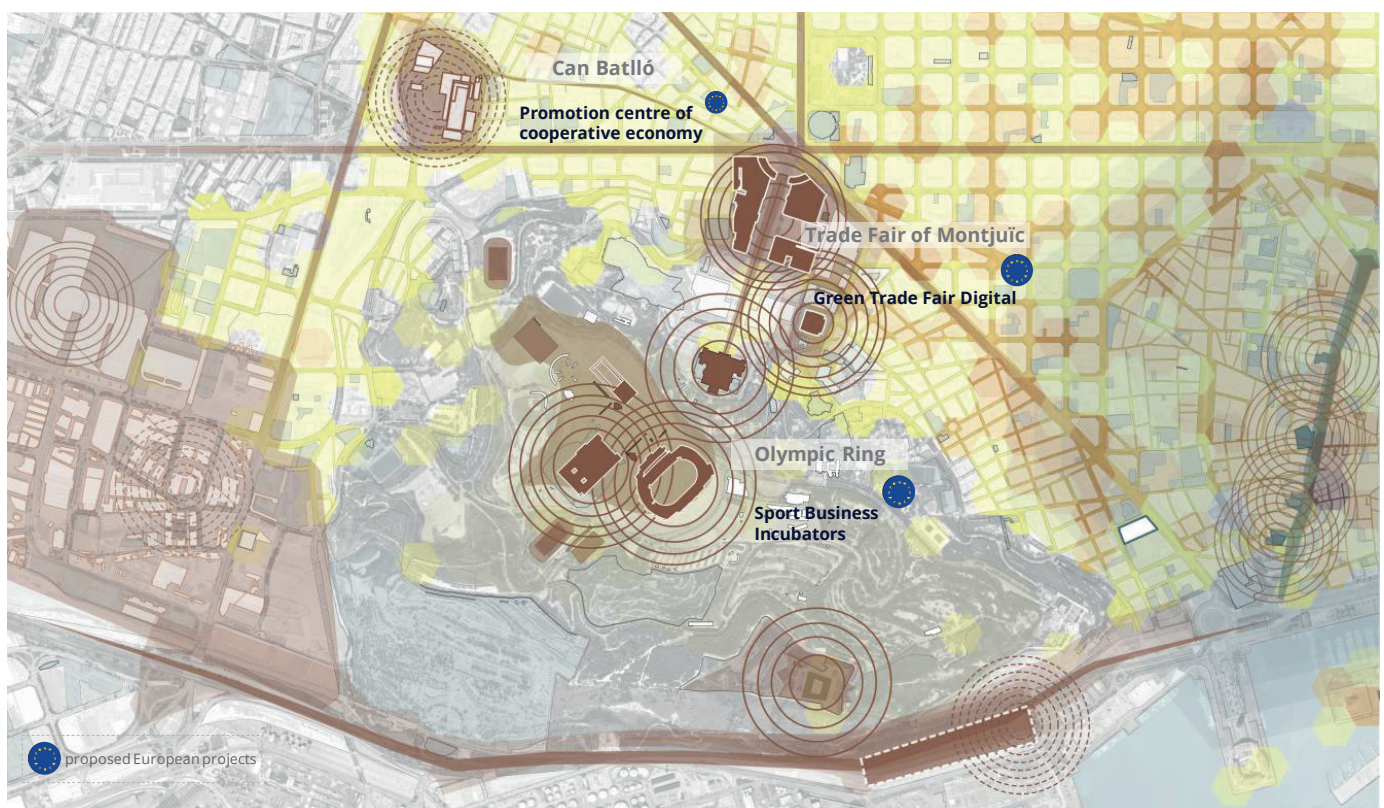 Can Batlló
Promotion centre of
cooperative economy
Trade Fair of Montjuïc
Green Trade Fair Digital
Olympic Ring
Sport Business
Incubators
proposed European projects